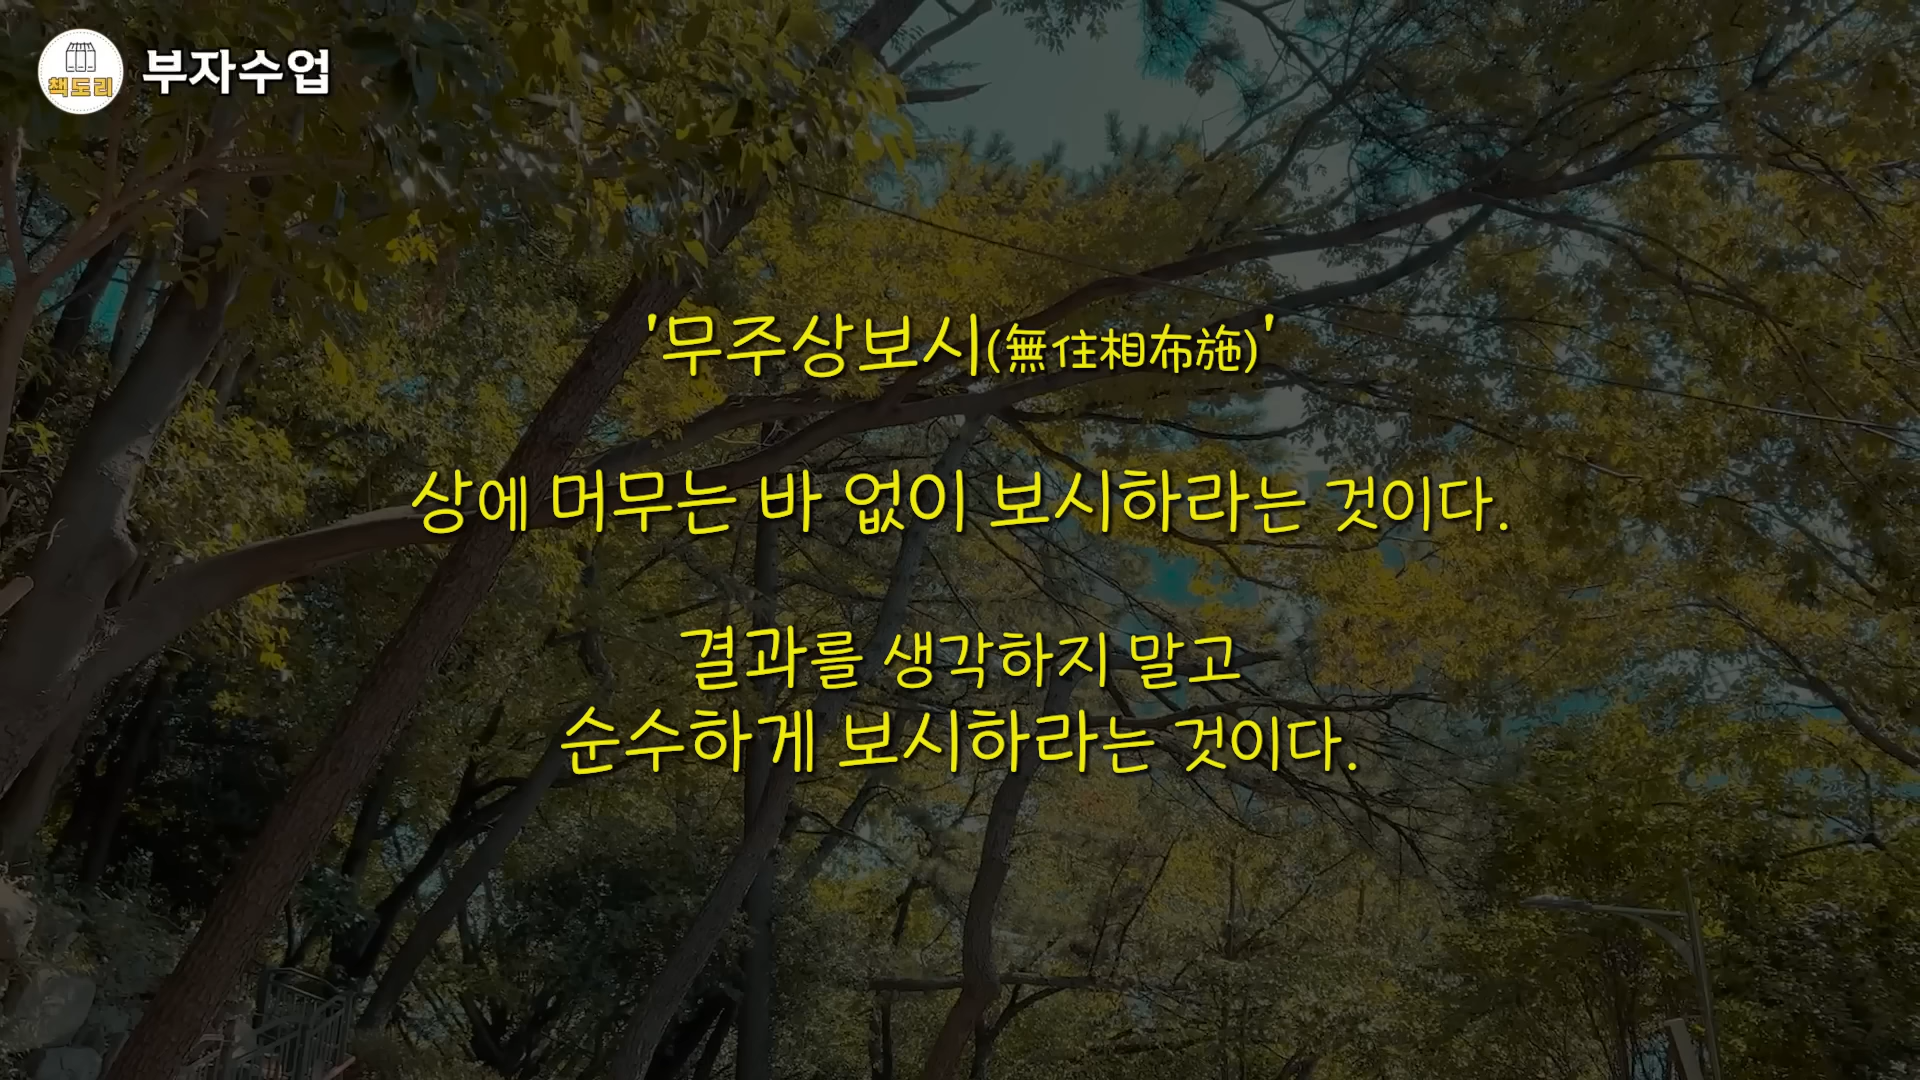 책도리
부자수업
'무주상보시(無住相布施)'
상에 머무는 바 없이 보시하라는 것이다.
결과를 생각하지 말고
순수하게 보시하라는 것이다.